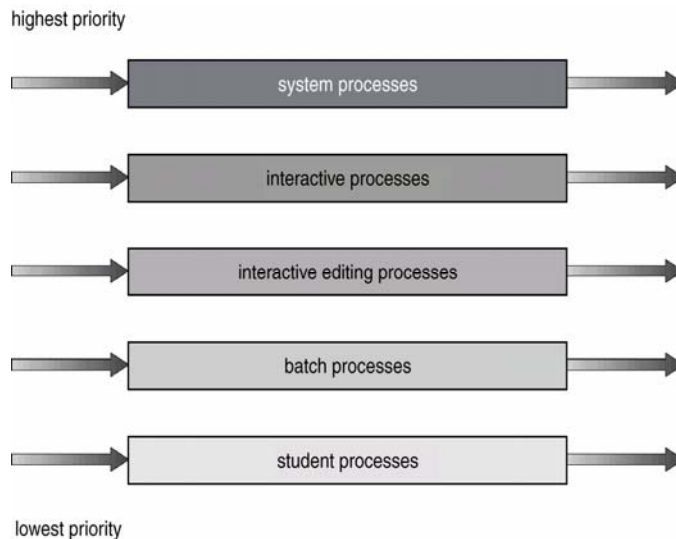 highest priority
system processes
interactive processes
interactive editing processes
batch processes
student processes
lowest priority